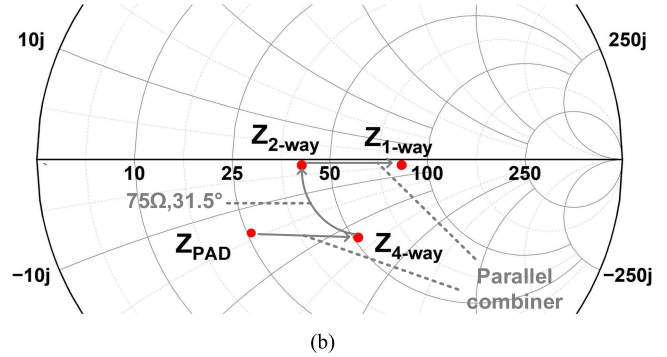 10j
250j
Z2-way
Z1-way
10
25
50
100
250
75Ω,31.5°
ZPAD
Z4-way
−10j
−250j
Parallel
combiner
(b)